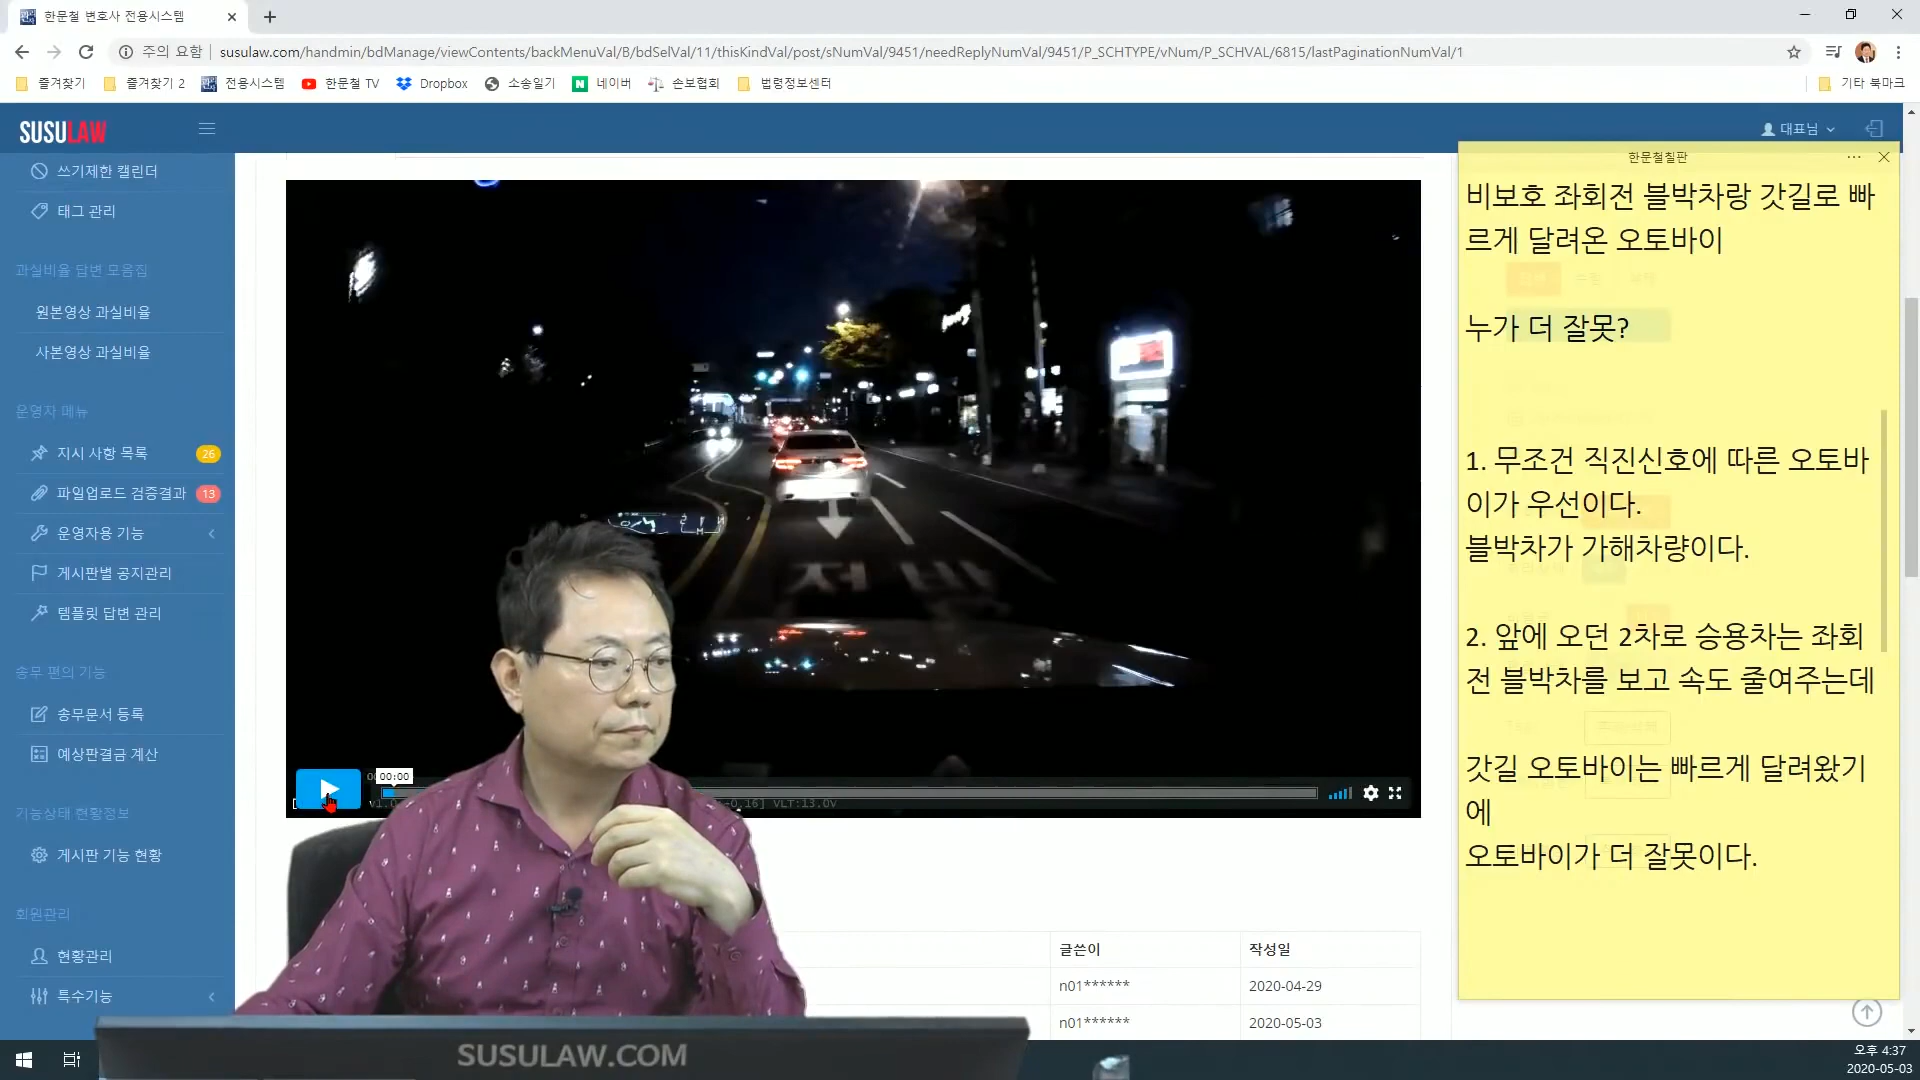 한문철 변호사 전용시스템
주의 요함
susulaw.com/handmin/bdManage/viewContents/backMenuVal/B/bdSelVal/11/thisKindVal/post/sNumVal/9451/needReplyNumVal/9451/P_SCHTYPE/vNum/P_SCHVAL/6815/lastPaginationNumVal/1
즐겨찾기
즐겨찾기 2
전용시스템
한문철 TV
Dropbox
소송일기
네이버
손보협회
법령정보센터
기타 북마크
SUSULAW
대표님
쓰기제한 캘린더
태그 관리
과실비율 답변 모음집
원본영상 과실비율
사본영상 과실비율
운영자 메뉴
지시 사항 목록 26
파일업로드 검증결과 13
운영자용 기능
게시판별 공지관리
템플릿 답변 관리
송무 편의 기능
송무문서 등록
예상판결금 계산
기능상태 현황정보
게시판 기능 현황
회원관리
현황관리
특수기능
00:00
VLT:13.0V
글쓴이 작성일
n01****** 2020-04-29
n01****** 2020-05-03
한문철칠판
비보호 좌회전 블박차랑 갓길로 빠
르게 달려온 오토바이
누가 더 잘못?
1. 무조건 직진신호에 따른 오토바
이가 우선이다.
블박차가 가해차량이다.
2. 앞에 오던 2차로 승용차는 좌회
전 블박차를 보고 속도 줄여주는데
갓길 오토바이는 빠르게 달려왔기
에
오토바이가 더 잘못이다.
SUSULAW.COM
오후 4:37
2020-05-03